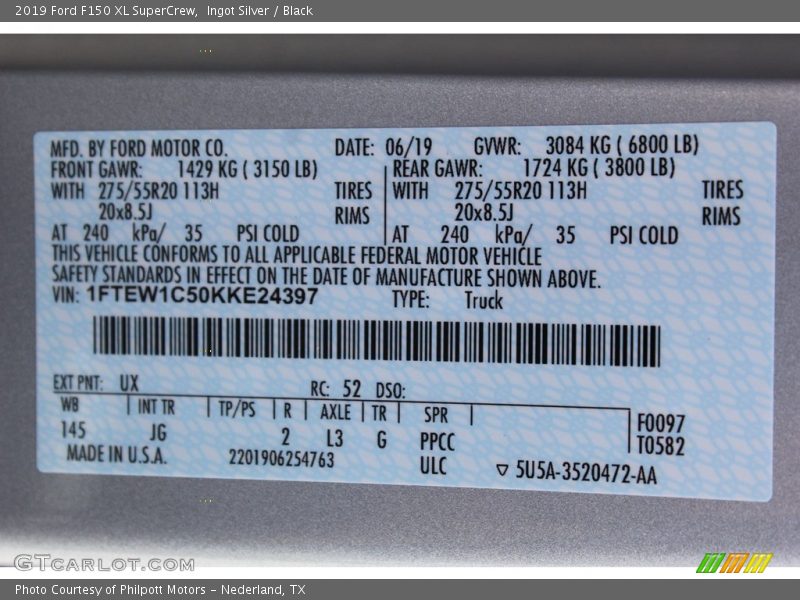 2019 Ford F150 XL SuperCrew,  Ingot Silver / Black
MFD. BY FORD MOTOR CO. DATE: 06/19 GVWR: 3084 KG ( 6800 LB)
FRONT GAWR: 1429 KG ( 3150 LB) REAR GAWR: 1724 KG ( 3800 LB)
WITH 275/55R20 113H TIRES WITH 275/55R20 113H TIRES
20x8.5J RIMS 20x8.5J RIMS
AT 240 kPa/ 35 PSI COLD AT 240 kPa/ 35 PSI COLD
THIS VEHICLE CONFORMS TO ALL APPLICABLE FEDERAL MOTOR VEHICLE
SAFETY STANDARDS IN EFFECT ON THE DATE OF MANUFACTURE SHOWN ABOVE.
VIN: 1FTEW1C50KKE24397 TYPE: Truck
EXT PNT: UX RC: 52 DSO:
WB INT TR TP/PS R AXLE TR SPR F0097
145 JG 2 L3 G PPCC T0582
MADE IN U.S.A. 2201906254763 ULC ▽ 5U5A-3520472-AA
GTCARLOT.COM
Photo Courtesy of Philpott Motors - Nederland, TX